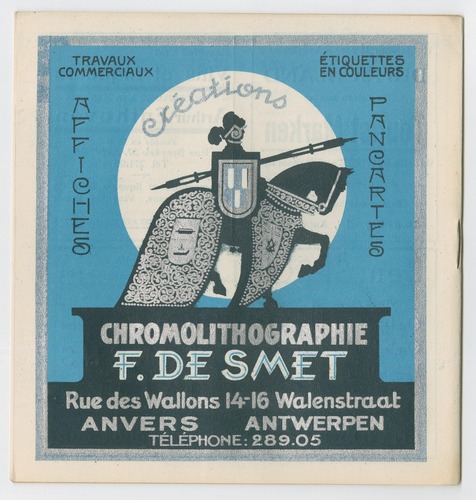 TRAVAUX
COMMERCIAUX
ÉTIQUETTES
EN COULEURS
Créations
AFFICHES
PANCARTES
CHROMOLITHOGRAPHIE
F. DE SMET
Rue des Wallons 14-16 Walenstraat
ANVERS ANTWERPEN
TÉLÉPHONE: 289.05